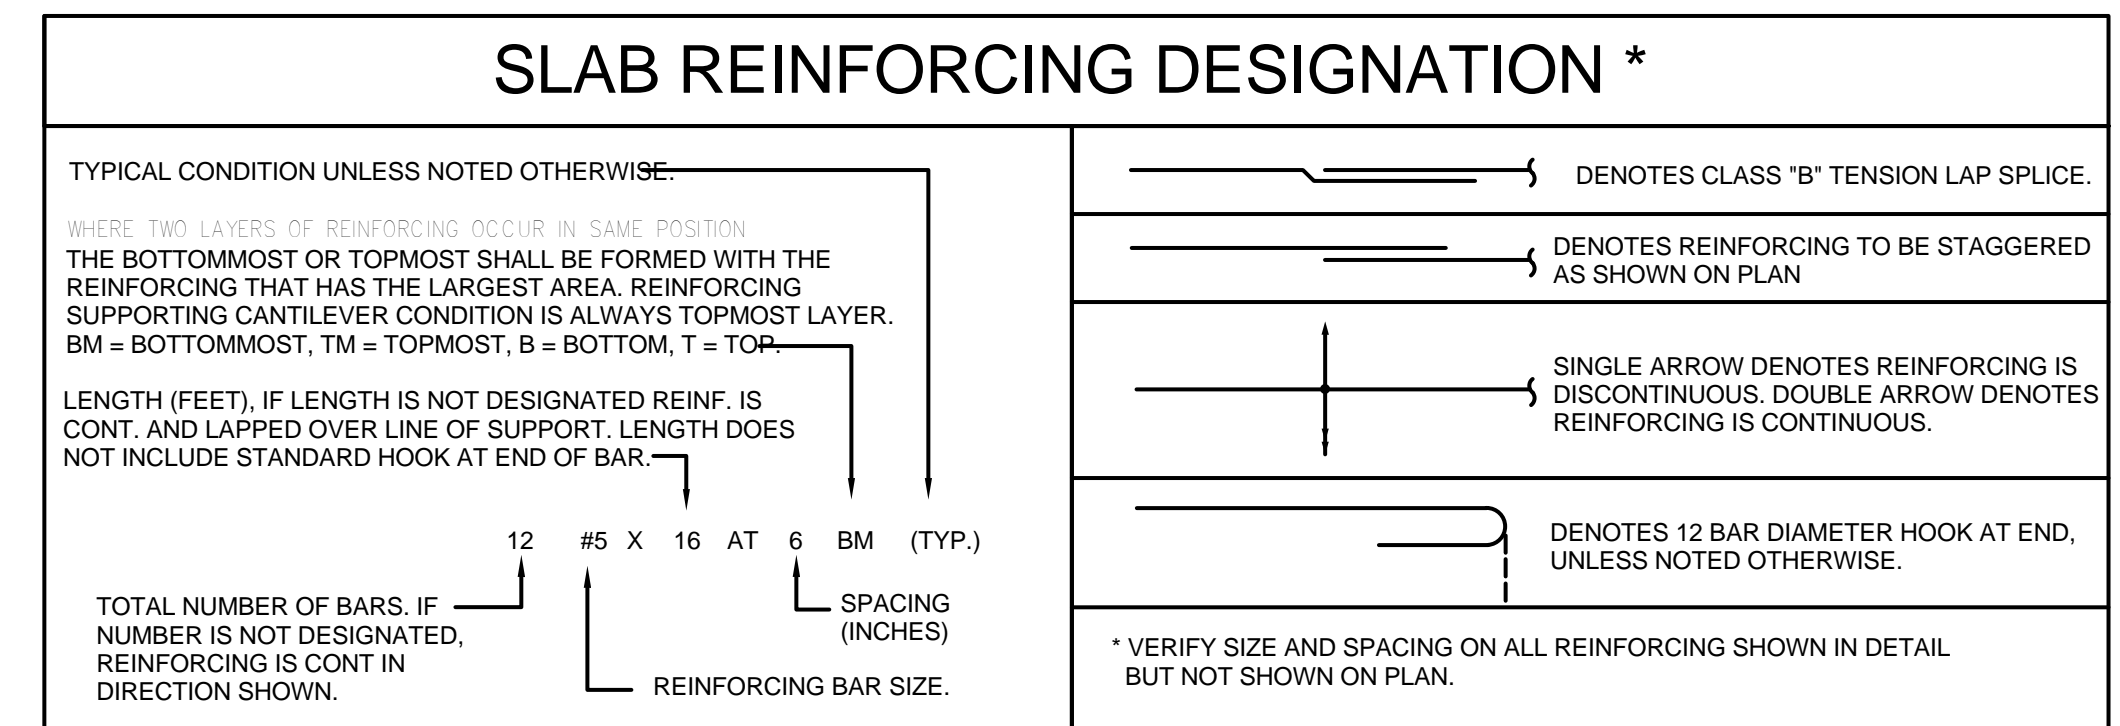 SLAB REINFORCING DESIGNATION *
TYPICAL CONDITION UNLESS NOTED OTHERWISE.
WHERE TWO LAYERS OF REINFORCING OCCUR IN SAME POSITION
THE BOTTOMMOST OR TOPMOST SHALL BE FORMED WITH THE
REINFORCING THAT HAS THE LARGEST AREA. REINFORCING
SUPPORTING CANTILEVER CONDITION IS ALWAYS TOPMOST LAYER.
BM = BOTTOMMOST, TM = TOPMOST, B = BOTTOM, T = TOP.
LENGTH (FEET), IF LENGTH IS NOT DESIGNATED REINF. IS
CONT. AND LAPPED OVER LINE OF SUPPORT. LENGTH DOES
NOT INCLUDE STANDARD HOOK AT END OF BAR.
12 #5 X 16 AT 6 BM (TYP.)
TOTAL NUMBER OF BARS. IF
NUMBER IS NOT DESIGNATED,
REINFORCING IS CONT IN
DIRECTION SHOWN.
SPACING
(INCHES)
REINFORCING BAR SIZE.
DENOTES CLASS "B" TENSION LAP SPLICE.
DENOTES REINFORCING TO BE STAGGERED
AS SHOWN ON PLAN
SINGLE ARROW DENOTES REINFORCING IS
DISCONTINUOUS. DOUBLE ARROW DENOTES
REINFORCING IS CONTINUOUS.
DENOTES 12 BAR DIAMETER HOOK AT END,
UNLESS NOTED OTHERWISE.
* VERIFY SIZE AND SPACING ON ALL REINFORCING SHOWN IN DETAIL
BUT NOT SHOWN ON PLAN.